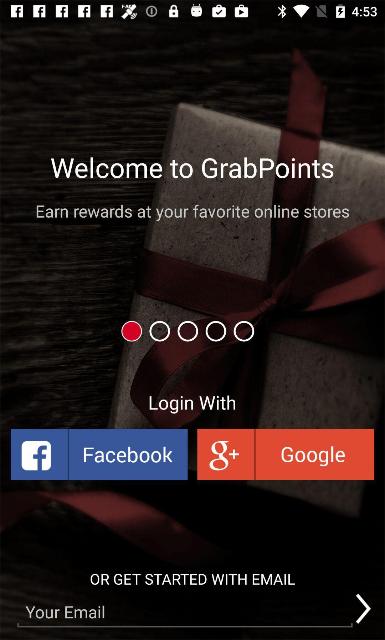 4:53
Welcome to GrabPoints
Earn rewards at your favorite online stores
Login With
Facebook
g+ Google
OR GET STARTED WITH EMAIL
Your Email